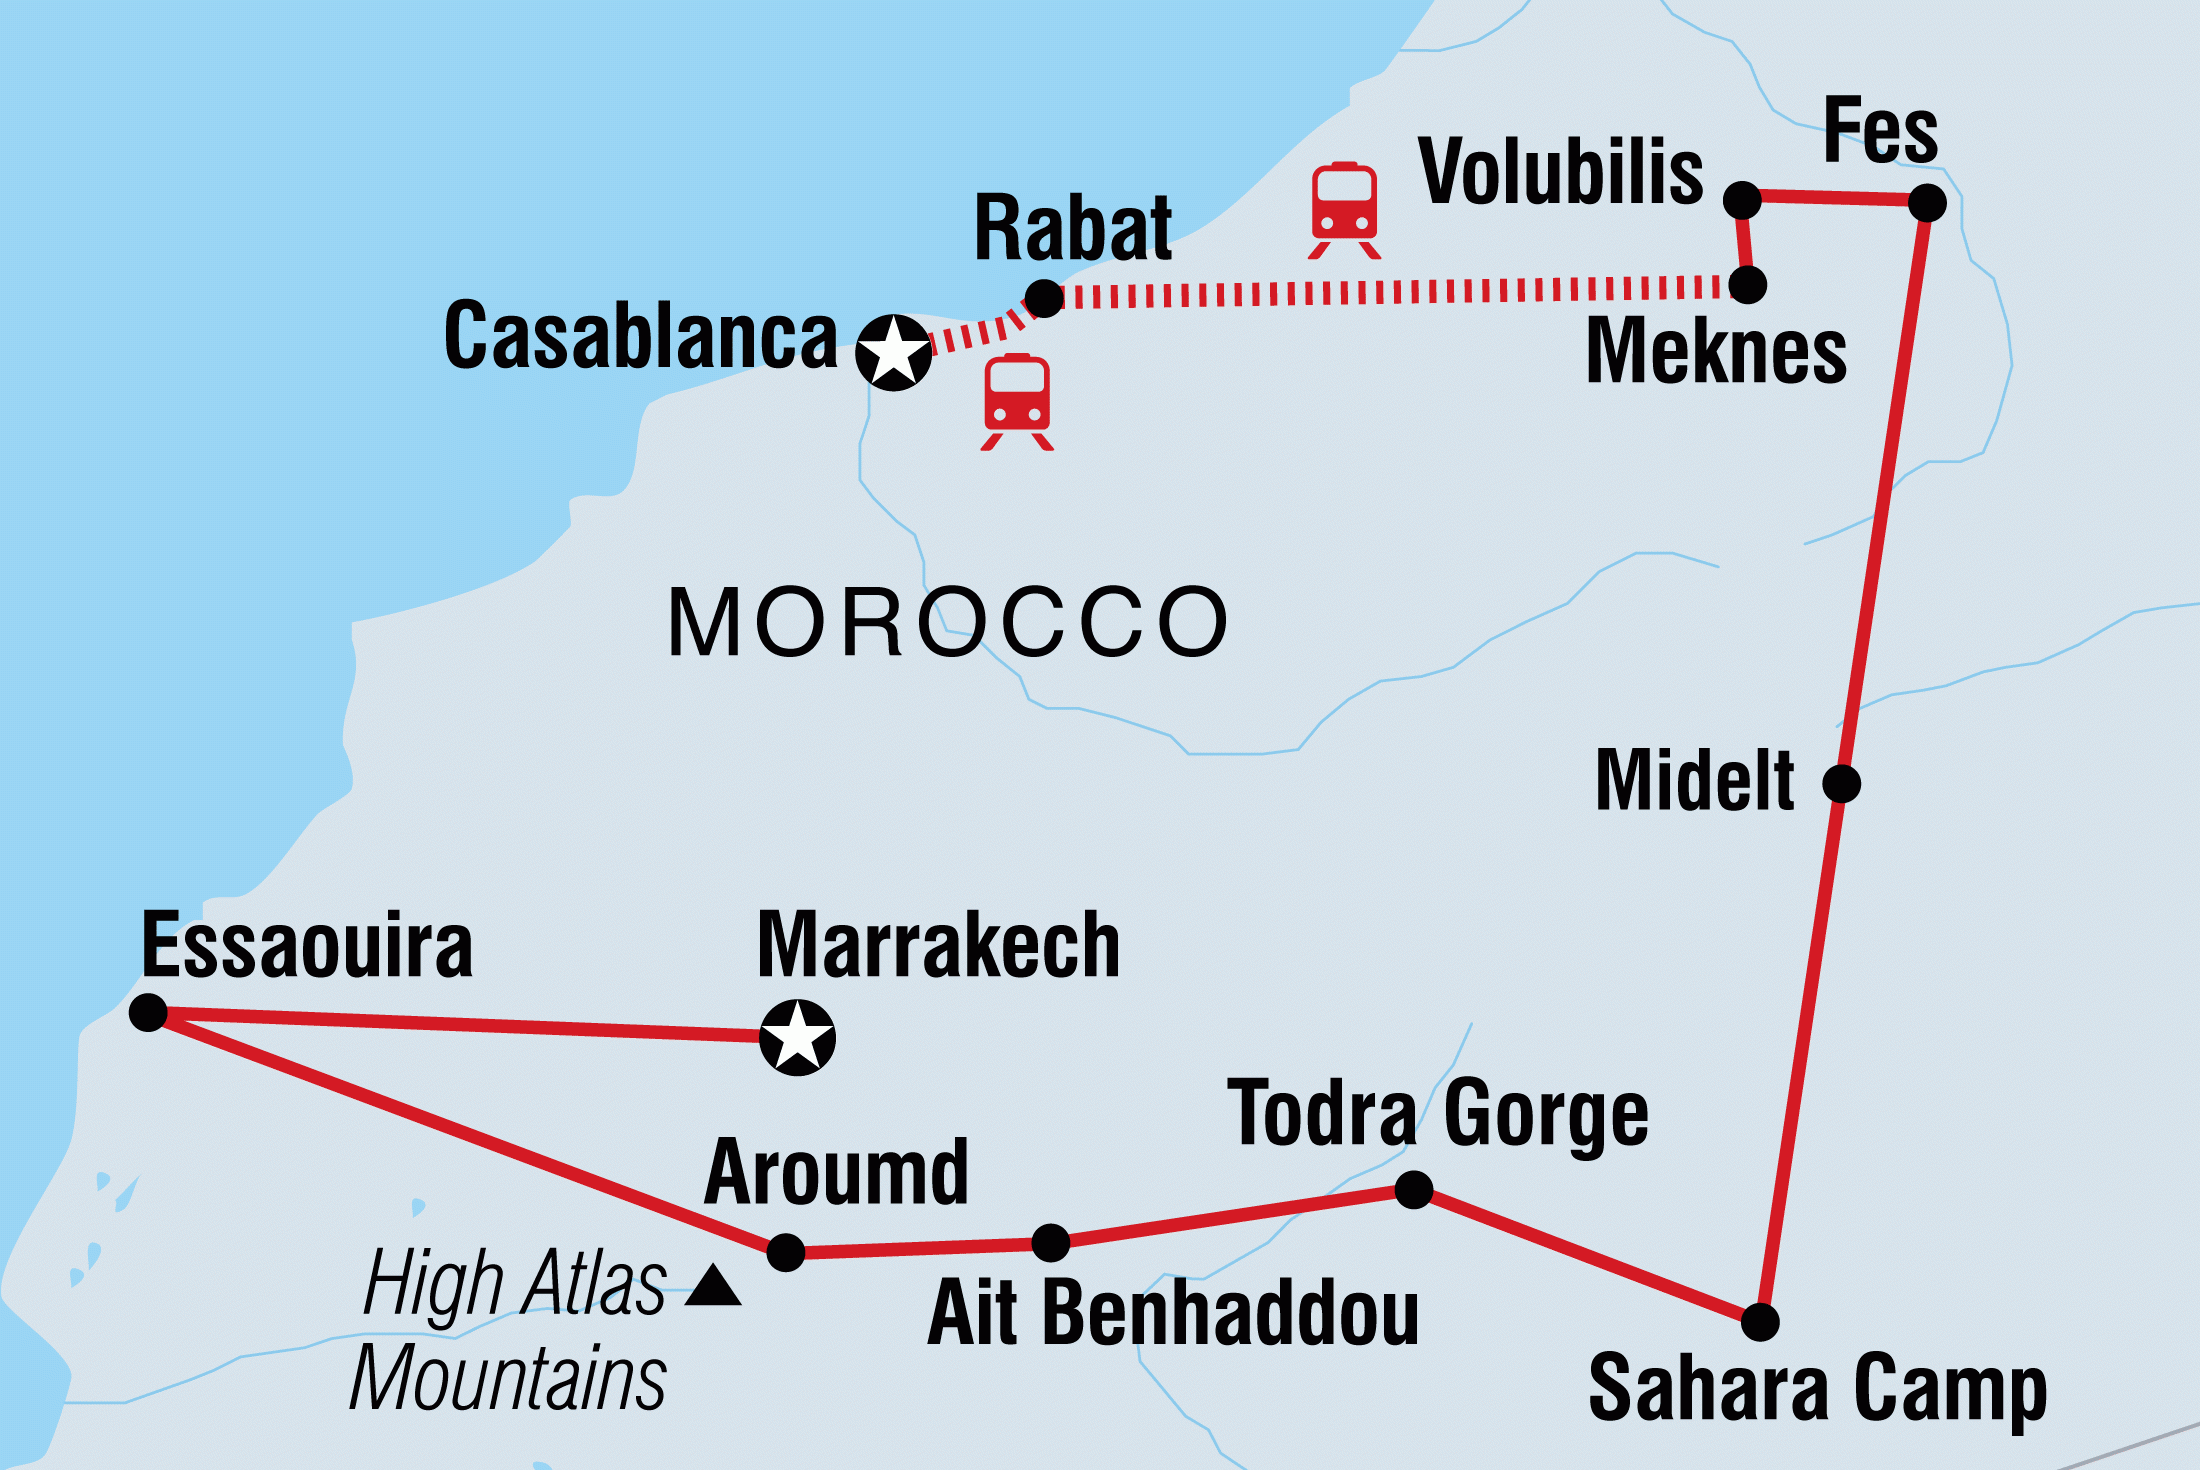 Fes
Volubilis
Rabat
Casablanca
Meknes
MOROCCO
Midelt
Essaouira
Marrakech
Todra Gorge
Aroumd
High Atlas
Mountains
Ait Benhaddou
Sahara Camp